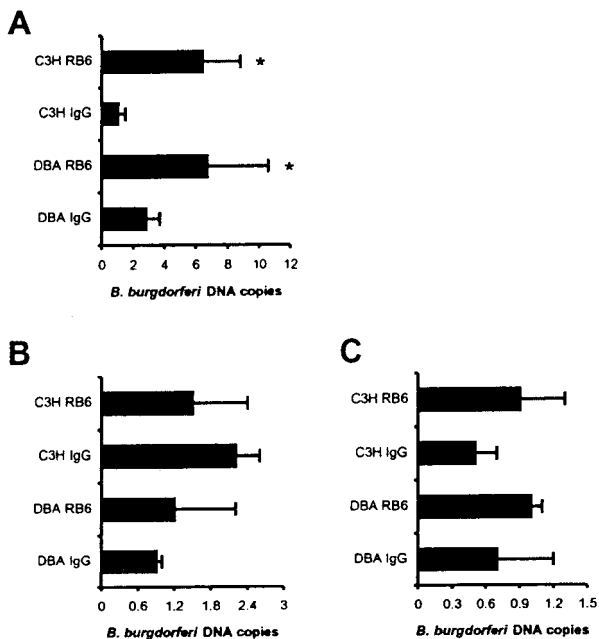 A
C3H RB6
*
C3H IgG
DBA RB6
*
DBA IgG
0 2 4 6 8 10 12
B. burgdorferi DNA copies
B
C3H RB6
C3H IgG
DBA RB6
DBA IgG
0 0.6 1.2 1.8 2.4 3
B. burgdorferi DNA copies
C
C3H RB6
C3H IgG
DBA RB6
DBA IgG
0 0.3 0.6 0.9 1.2 1.5
B. burgdorferi DNA copies